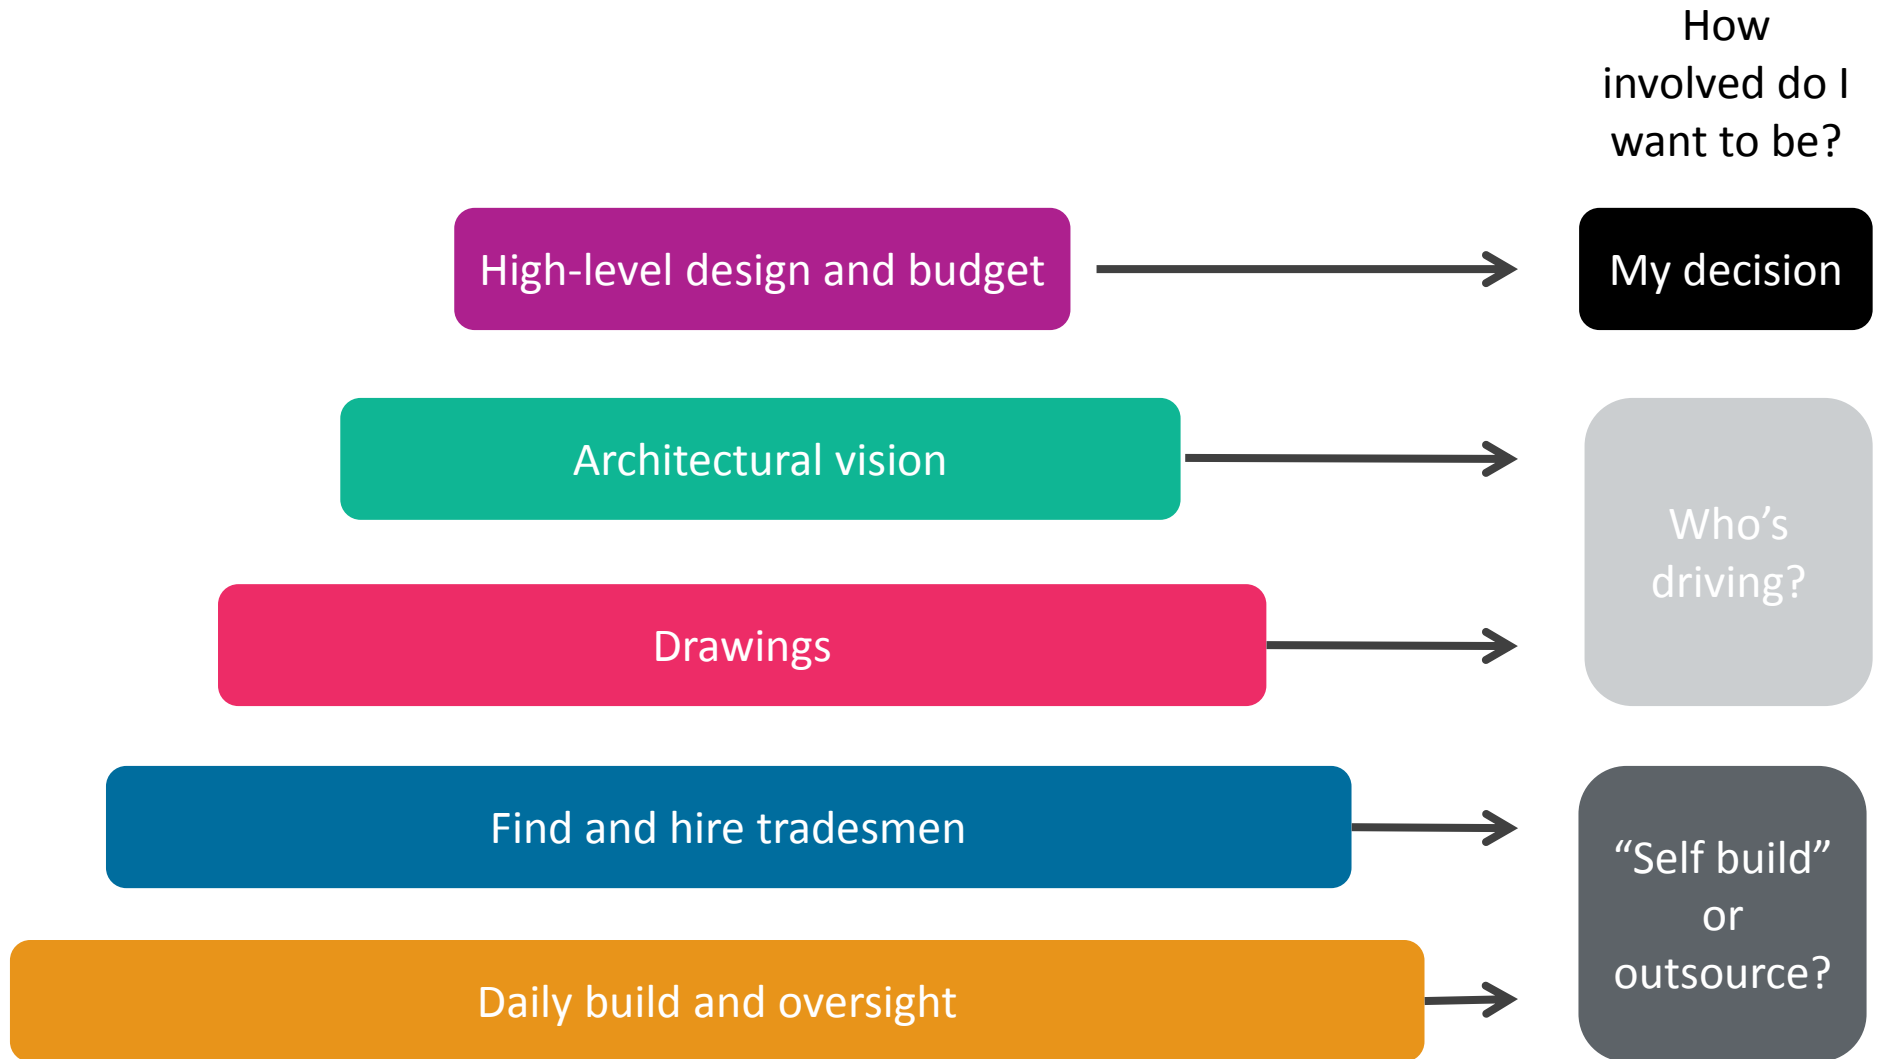 How
involved do I
want to be?
High-level design and budget
My decision
Architectural vision
Who’s
driving?
Drawings
Find and hire tradesmen
“Self build”
or
outsource?
Daily build and oversight